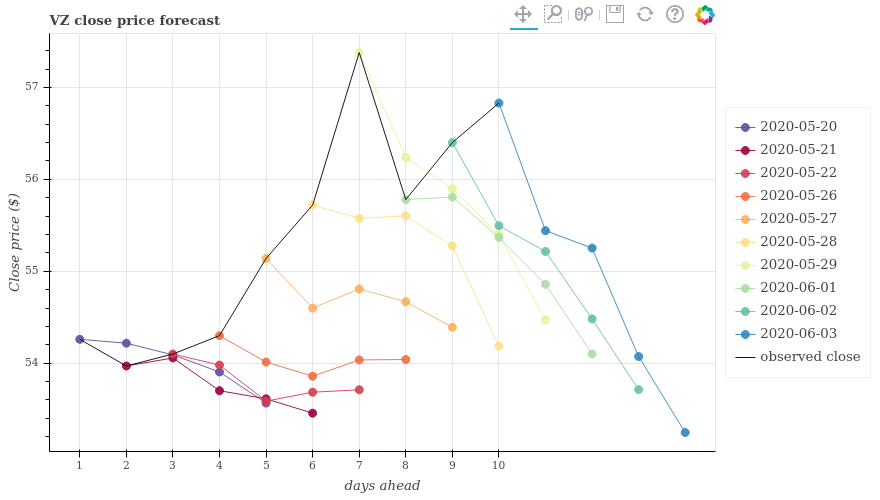 VZ close price forecast
57
56
55
54
Close price ($)
1 2 3 4 5 6 7 8 9 10
days ahead
2020-05-20
2020-05-21
2020-05-22
2020-05-26
2020-05-27
2020-05-28
2020-05-29
2020-06-01
2020-06-02
2020-06-03
observed close